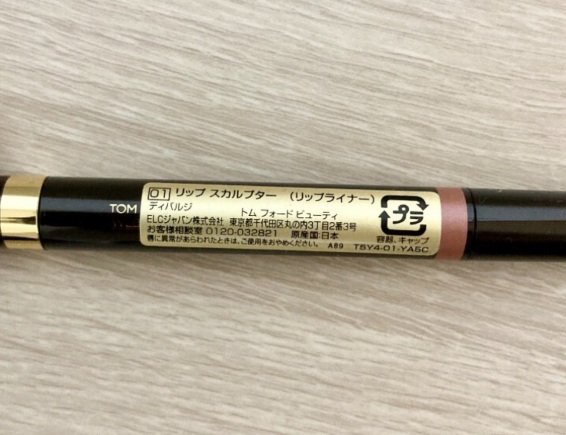 TOM
01 リップ スカルプター (リップライナー)
ディバルジ
トム フォード ビューティ
ELCジャパン株式会社 東京都千代田区丸の内3丁目2番3号
お客様相談室 0120-032821 原産国:日本
傷に異常があらわれたときは、ご使用をおやめください。 A89 T5Y4-01-YA5C
プラ
容器、キャップ